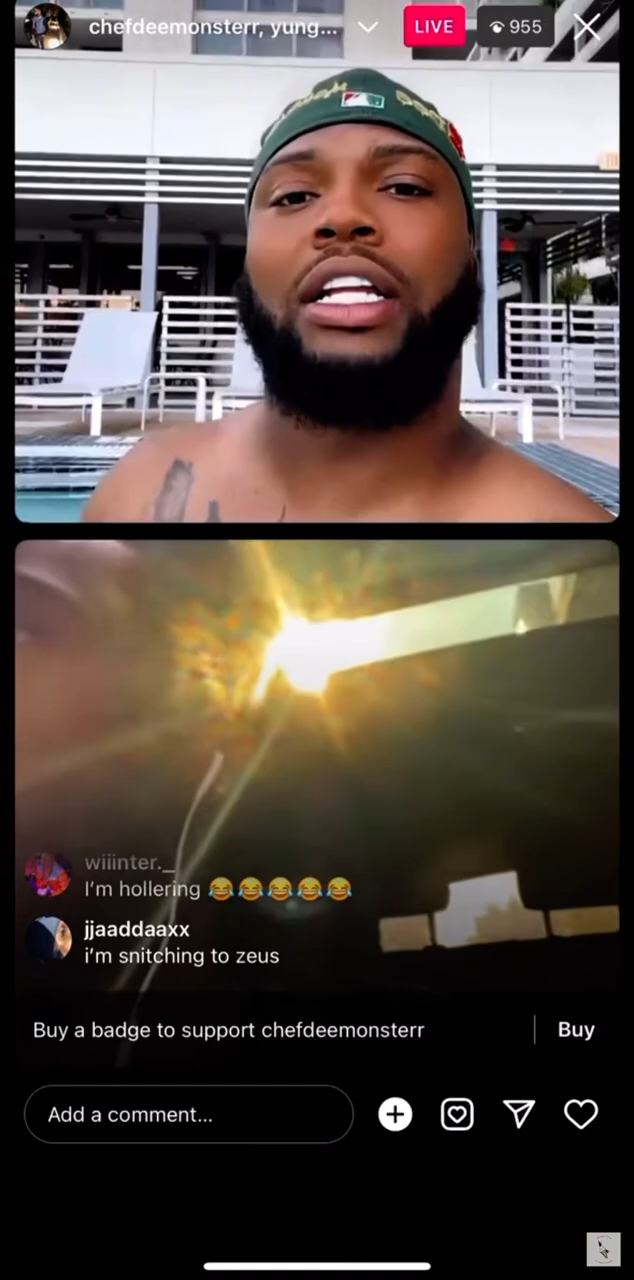 chefdeemonsterr, yung...
LIVE
955
wiiinter._
I'm hollering 😂😂😂😂😂
jjaaddaaxx
i'm snitching to zeus
Buy a badge to support chefdeemonsterr
Buy
Add a comment...